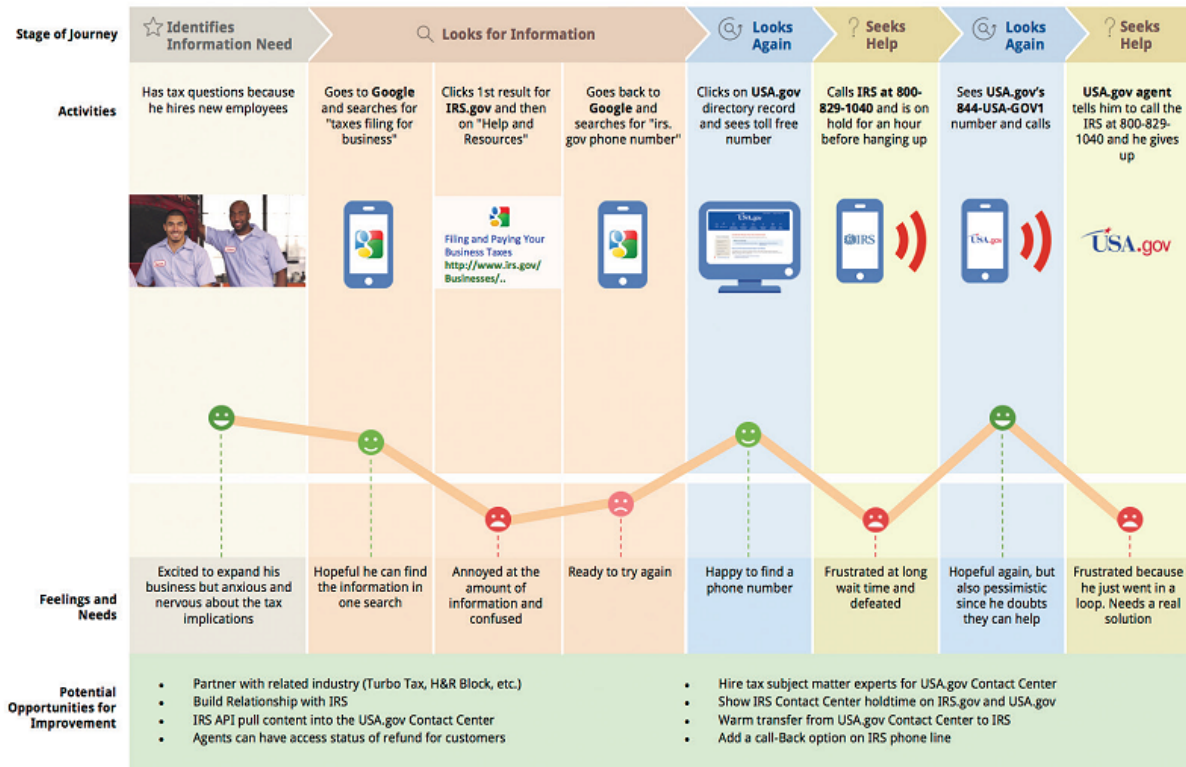 Stage of Journey
Identifies
Information Need
Looks for Information
Looks
Again
Seeks
Help
Looks
Again
Seeks
Help
Activities
Has tax questions because
he hires new employees
Goes to Google
and searches for
"taxes filing for
business"
Clicks 1st result for
IRS.gov and then
on "Help and
Resources"
Goes back to
Google and
searches for "irs.
gov phone number"
Clicks on USA.gov
directory record
and sees toll free
number
Calls IRS at 800-
829-1040 and is on
hold for an hour
before hanging up
Sees USA.gov's
844-USA-GOV1
number and calls
USA.gov agent
tells him to call the
IRS at 800-829-
1040 and he gives
up
Filing and Paying Your
Business Taxes
http://www.irs.gov/
Businesses/..
USA.gov
IRS
USA.gov
USA.gov
Feelings and
Needs
Excited to expand his
business but anxious and
nervous about the tax
implications
Hopeful he can find
the information in
one search
Annoyed at the
amount of
information and
confused
Ready to try again
Happy to find a
phone number
Frustrated at long
wait time and
defeated
Hopeful again, but
also pessimistic
since he doubts
they can help
Frustrated because
he just went in a
loop. Needs a real
solution
Potential
Opportunities for
Improvement
• Partner with related industry (Turbo Tax, H&R Block, etc.)
• Build Relationship with IRS
• IRS API pull content into the USA.gov Contact Center
• Agents can have access status of refund for customers
• Hire tax subject matter experts for USA.gov Contact Center
• Show IRS Contact Center holdtime on IRS.gov and USA.gov
• Warm transfer from USA.gov Contact Center to IRS
• Add a call-Back option on IRS phone line